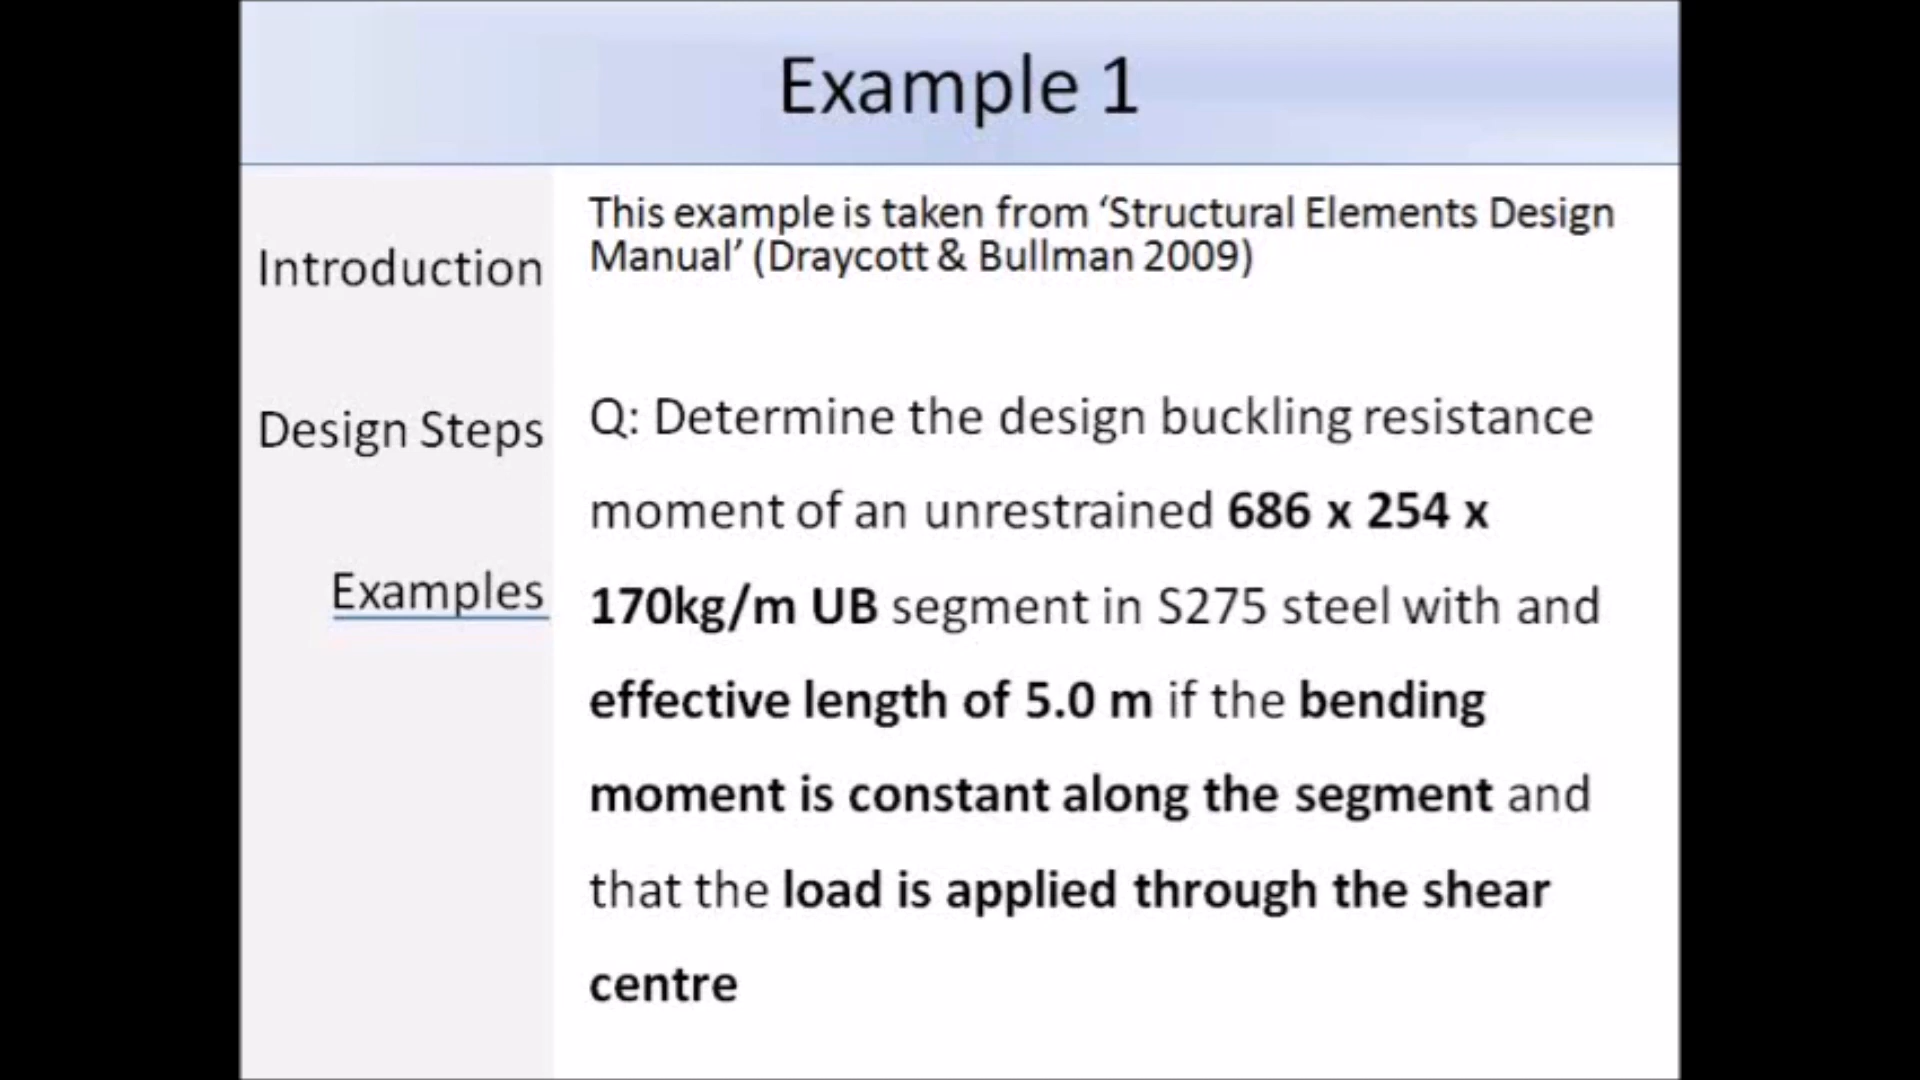 Example 1
Introduction
Design Steps
Examples
This example is taken from ‘Structural Elements Design
Manual’ (Draycott & Bullman 2009)
Q: Determine the design buckling resistance
moment of an unrestrained 686 x 254 x
170kg/m UB segment in S275 steel with and
effective length of 5.0 m if the bending
moment is constant along the segment and
that the load is applied through the shear
centre